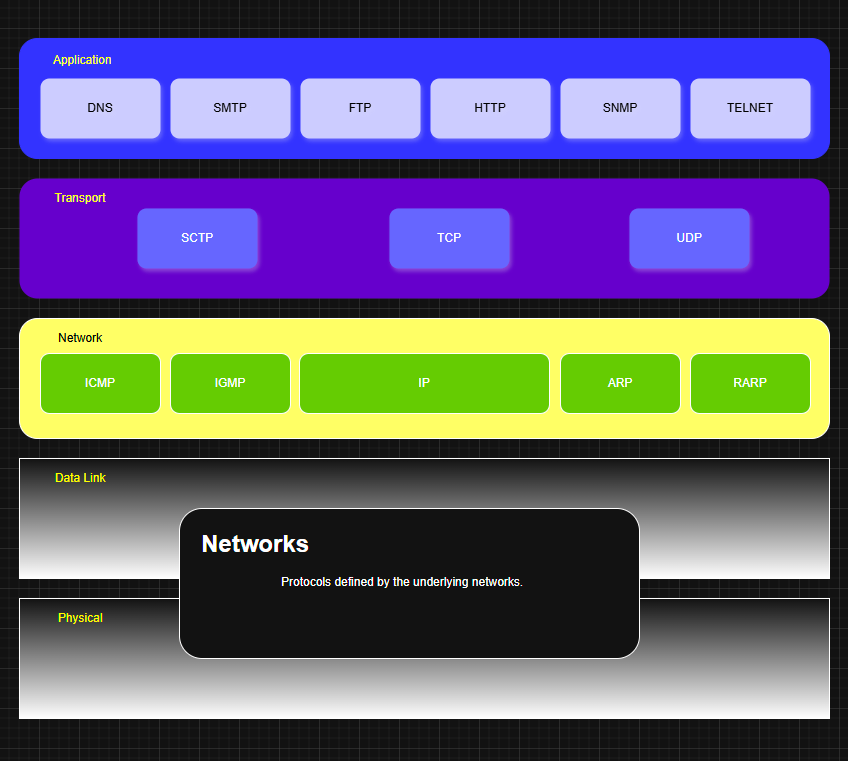 Application
DNS SMTP FTP HTTP SNMP TELNET
Transport
SCTP TCP UDP
Network
ICMP IGMP IP ARP RARP
Data Link
Networks
Protocols defined by the underlying networks.
Physical